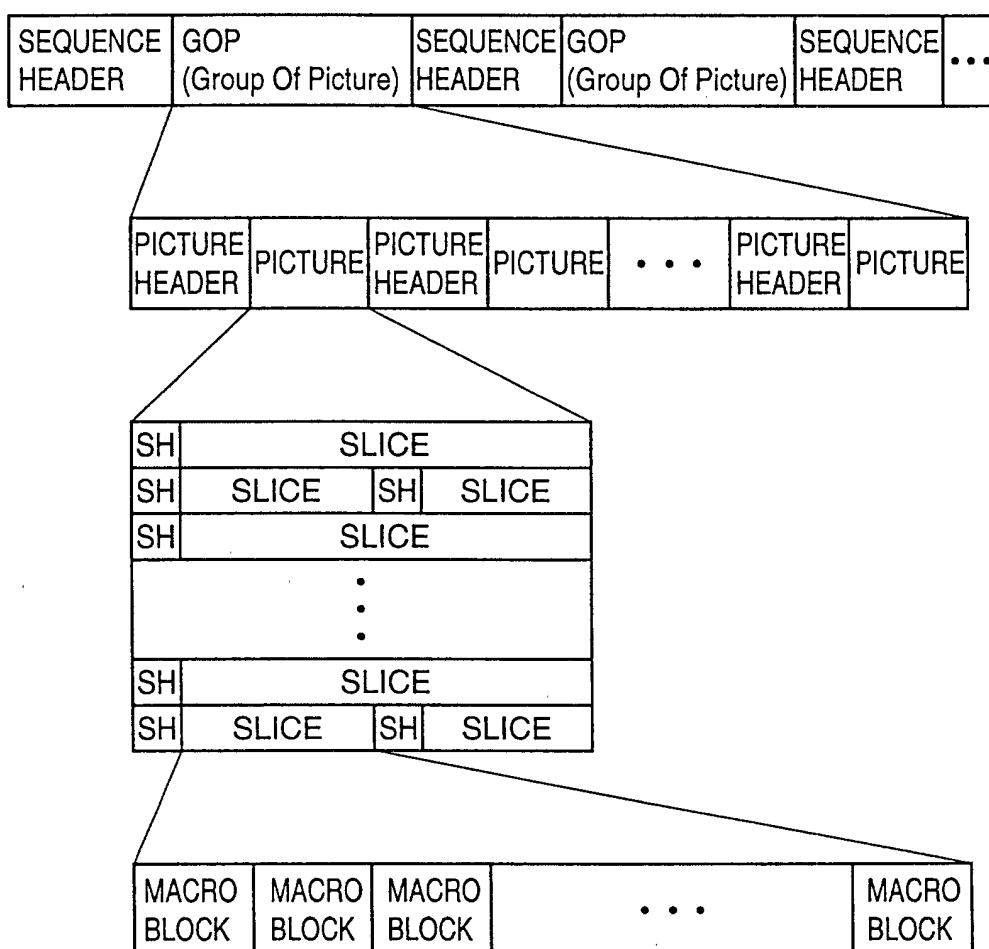 SEQUENCE HEADER GOP (Group Of Picture) SEQUENCE HEADER GOP (Group Of Picture) SEQUENCE HEADER •••
PICTURE HEADER PICTURE PICTURE HEADER PICTURE • • • PICTURE HEADER PICTURE
SH SLICE
SH SLICE SH SLICE
SH SLICE
•
•
•
SH SLICE
SH SLICE SH SLICE
MACRO BLOCK MACRO BLOCK MACRO BLOCK • • • MACRO BLOCK